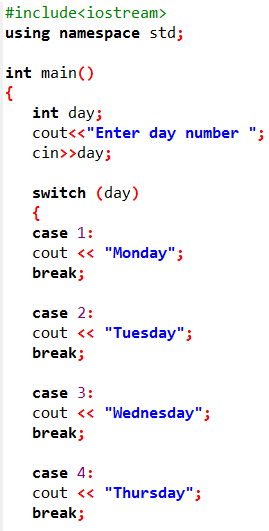 #include<iostream>
using namespace std;
int main()
{
int day;
cout<<"Enter day number ";
cin>>day;
switch (day)
{
case 1:
cout << "Monday";
break;
case 2:
cout << "Tuesday";
break;
case 3:
cout << "Wednesday";
break;
case 4:
cout << "Thursday";
break;